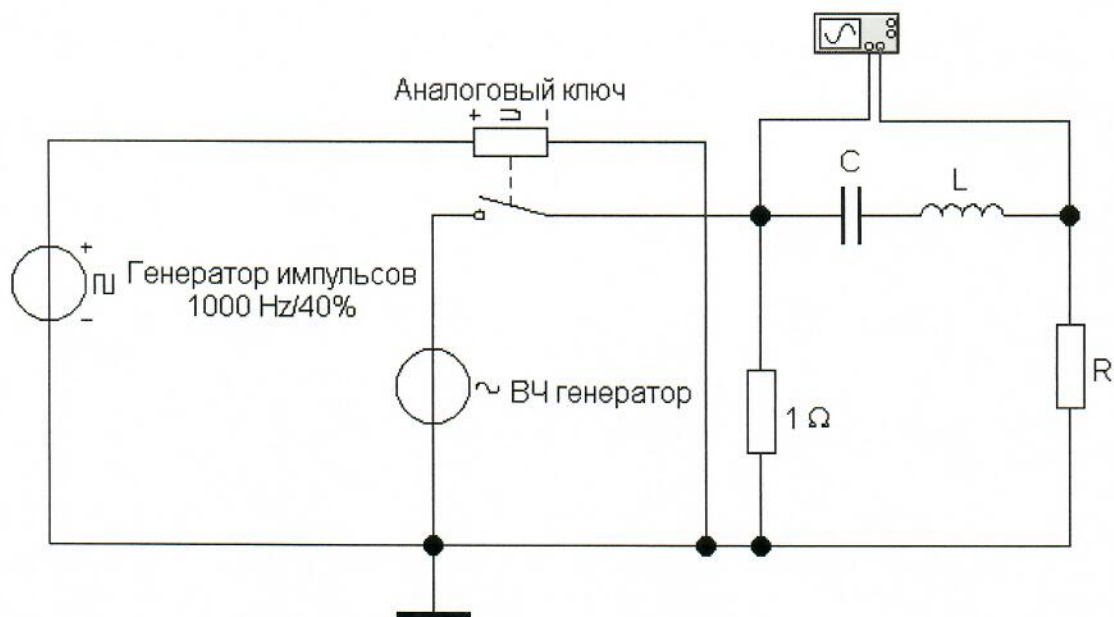 Аналоговый ключ
+ -
C
L
+
Генератор импульсов
1000 Hz/40%
-
ВЧ генератор
1 Ω
R